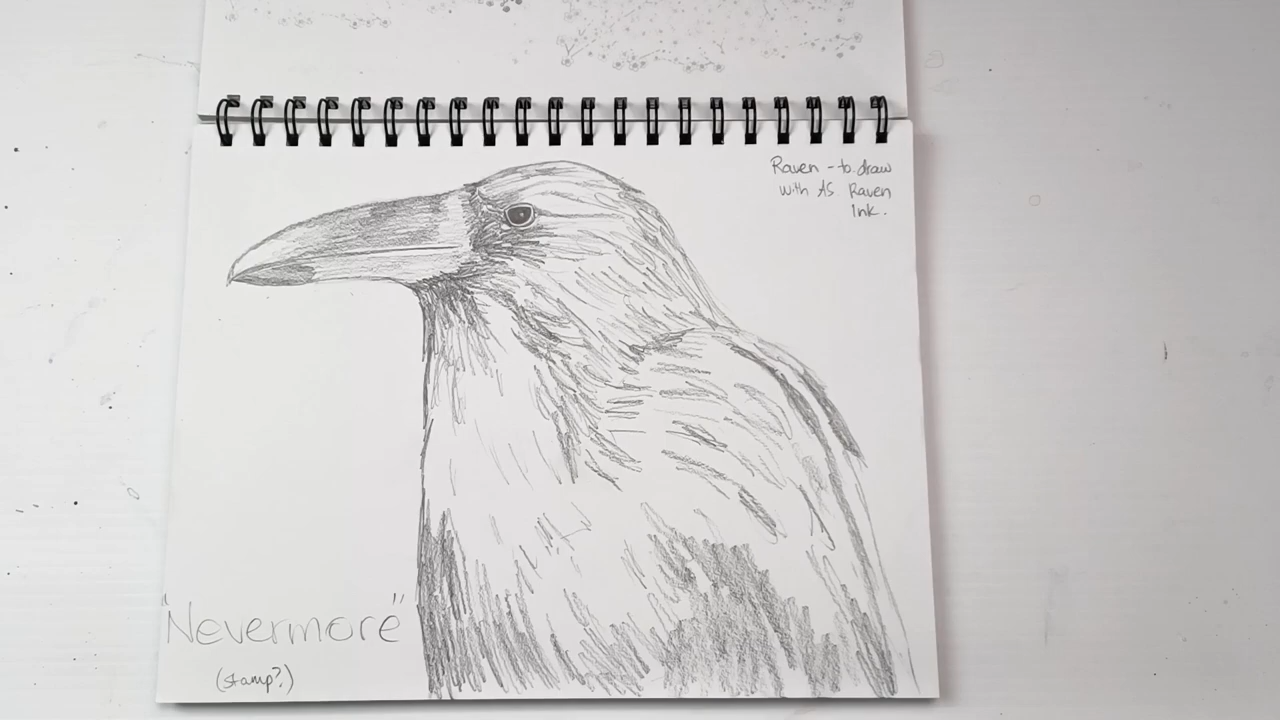 Raven - to draw
with AS Raven
Ink.
"Nevermore"
(stamp?)